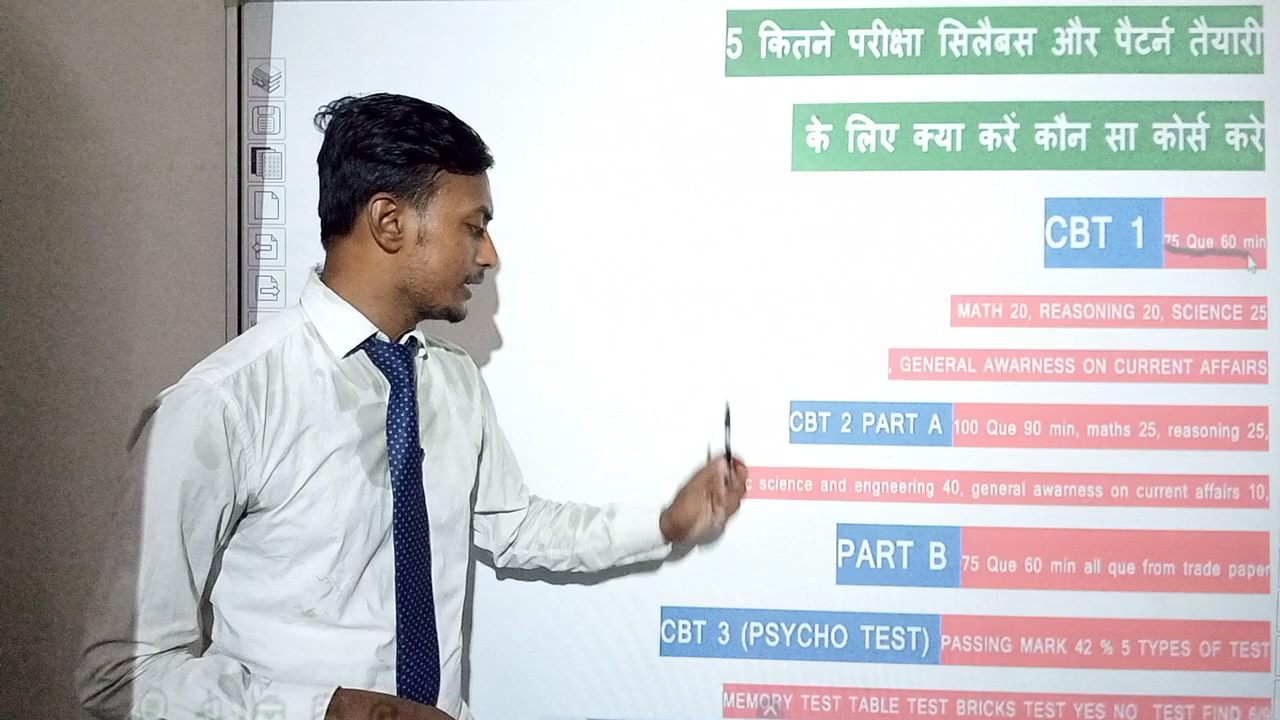 5 कितने परीक्षा सिलैबस और पैटर्न तैयारी
के लिए क्या करें कौन सा कोर्स करे
CBT 1 75 Que 60 min
MATH 20, REASONING 20, SCIENCE 25
, GENERAL AWARNESS ON CURRENT AFFAIRS
CBT 2 PART A 100 Que 90 min, maths 25, reasoning 25,
science and engneering 40, general awarness on current affairs 10,
PART B 75 Que 60 min all que from trade paper
CBT 3 (PSYCHO TEST) PASSING MARK 42 % 5 TYPES OF TEST
MEMORY TEST TABLE TEST BRICKS TEST YES NO TEST FIND